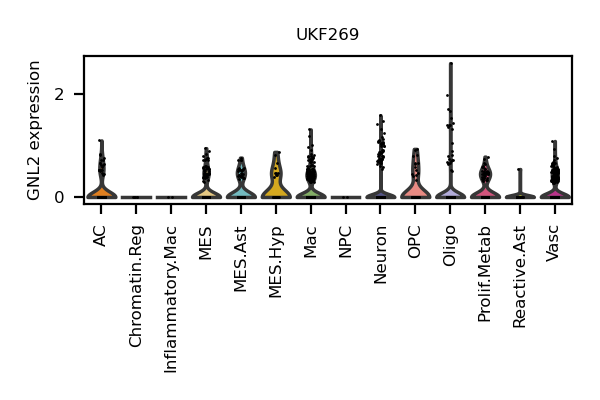 UKF269
GNL2 expression
2
0
AC
Chromatin.Reg
Inflammatory.Mac
MES
MES.Ast
MES.Hyp
Mac
NPC
Neuron
OPC
Oligo
Prolif.Metab
Reactive.Ast
Vasc